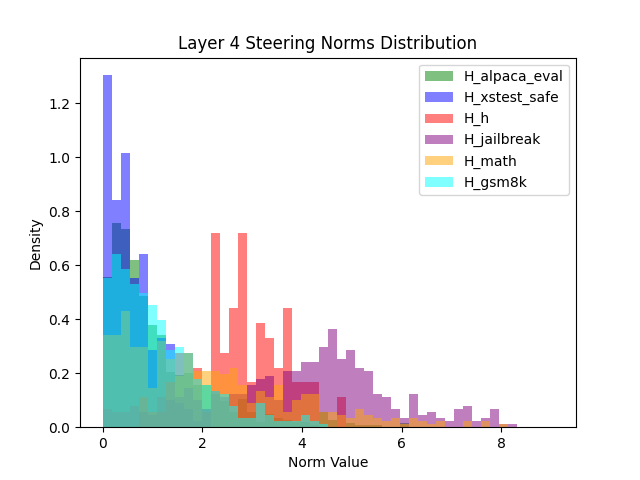 Layer 4 Steering Norms Distribution
H_alpaca_eval
H_xstest_safe
H_h
H_jailbreak
H_math
H_gsm8k
Density
1.2
1.0
0.8
0.6
0.4
0.2
0.0
0 2 4 6 8
Norm Value